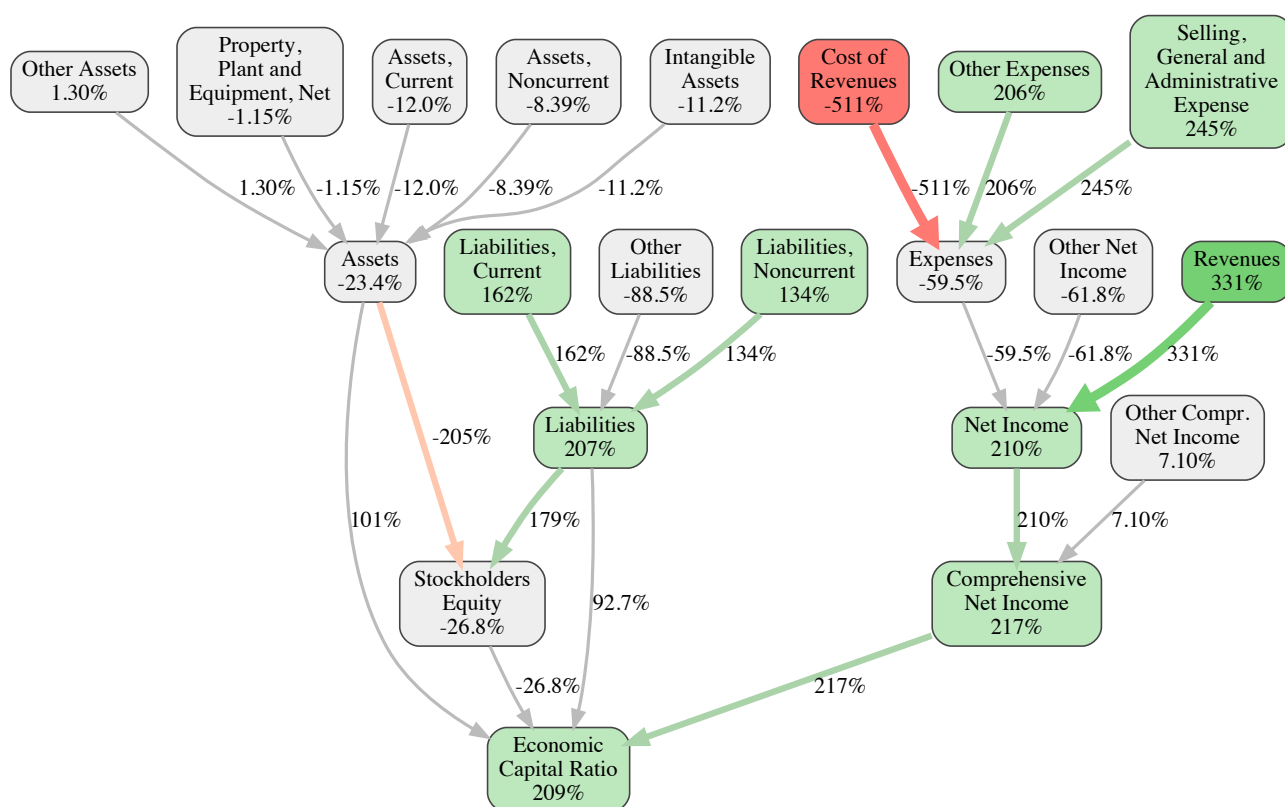 Other Assets
1.30%
Property,
Plant and
Equipment, Net
-1.15%
Assets,
Current
-12.0%
Assets,
Noncurrent
-8.39%
Intangible
Assets
-11.2%
Cost of
Revenues
-511%
Other Expenses
206%
Selling,
General and
Administrative
Expense
245%
1.30%
-1.15%
-12.0%
-8.39%
-11.2%
-511%
206%
245%
Assets
-23.4%
Liabilities,
Current
162%
Other
Liabilities
-88.5%
Liabilities,
Noncurrent
134%
Expenses
-59.5%
Other Net
Income
-61.8%
Revenues
331%
162%
-88.5%
134%
-59.5%
-61.8%
331%
-205%
Liabilities
207%
Net Income
210%
Other Compr.
Net Income
7.10%
101%
179%
210%
7.10%
Stockholders
Equity
-26.8%
92.7%
Comprehensive
Net Income
217%
-26.8%
217%
Economic
Capital Ratio
209%